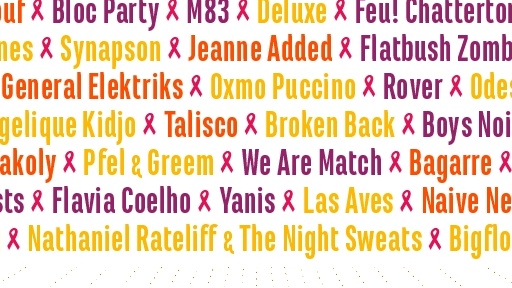 ouf Bloc Party M83 Deluxe Feu! Chatterton
nes Synapson Jeanne Added Flatbush Zomb
General Elektriks Oxmo Puccino Rover Odes
gelique Kidjo Talisco Broken Back Boys Noi
akoly Pfel & Greem We Are Match Bagarre
sts Flavia Coelho Yanis Las Aves Naive Ne
Nathaniel Rateliff & The Night Sweats Bigflo